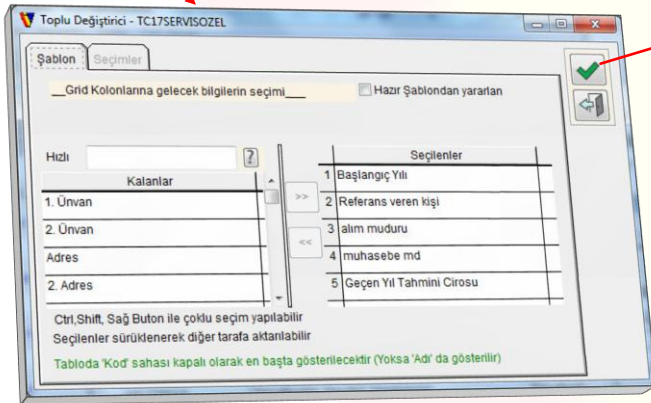 Toplu Değiştirici - TC17SERVISOZEL
Şablon
Seçimler
__Grid Kolonlarına gelecek bilgilerin seçimi___
Hazır Şablondan yararlan
Hızlı
?
Kalanlar
1. Ünvan
2. Ünvan
Adres
2. Adres
>>
<<
Seçilenler
1 Başlangıç Yılı
2 Referans veren kişi
3 alım muduru
4 muhasebe md
5 Geçen Yıl Tahmini Cirosu
Ctrl,Shift, Sağ Buton ile çoklu seçim yapılabilir
Seçilenler sürüklenerek diğer tarafa aktarılabilir
Tabloda 'Kod' sahası kapalı olarak en başta gösterilecektir (Yoksa 'Adı' da gösterilir)